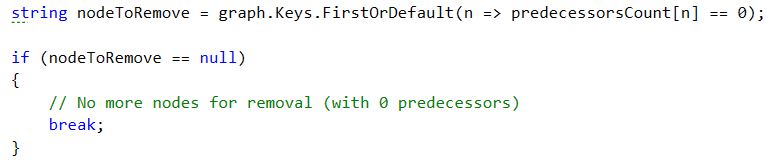 string nodeToRemove = graph.Keys.FirstOrDefault(n => predecessorsCount[n] == 0);
if (nodeToRemove == null)
{
    // No more nodes for removal (with 0 predecessors)
    break;
}